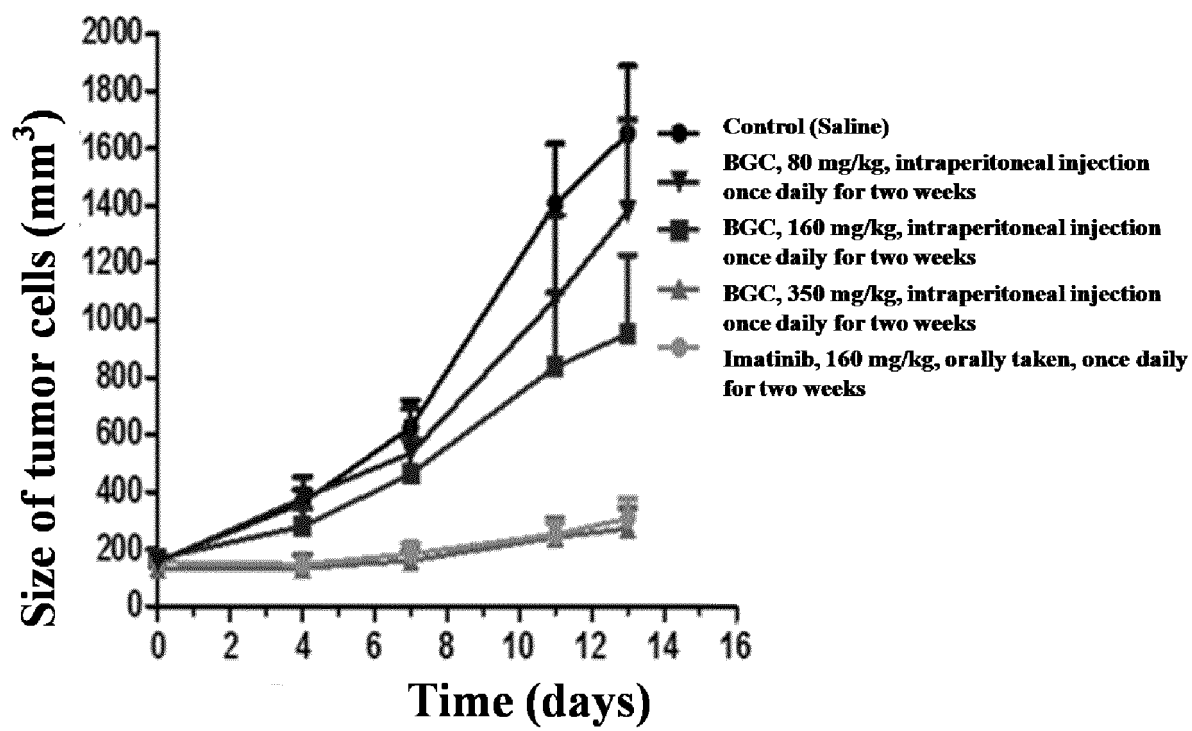 2000
1800
1600
1400
1200
1000
800
600
400
200
0
Size of tumor cells (mm³)
0 2 4 6 8 10 12 14 16
Time (days)
Control (Saline)
BGC, 80 mg/kg, intraperitoneal injection
once daily for two weeks
BGC, 160 mg/kg, intraperitoneal injection
once daily for two weeks
BGC, 350 mg/kg, intraperitoneal injection
once daily for two weeks
Imatinib, 160 mg/kg, orally taken, once daily
for two weeks